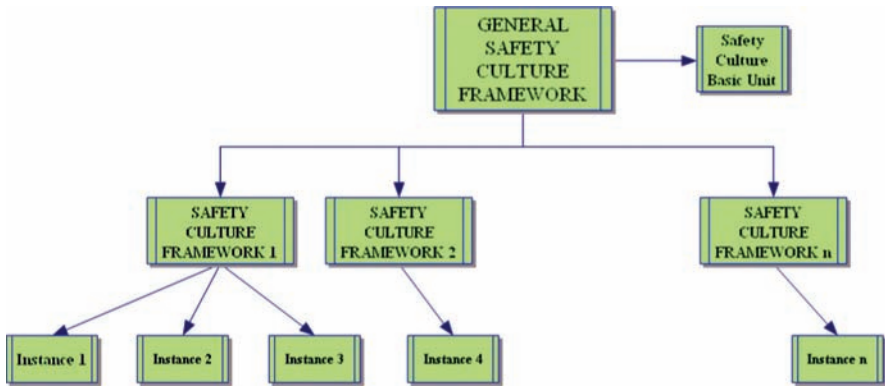 GENERAL
SAFETY
CULTURE
FRAMEWORK
Safety
Culture
Basic Unit
SAFETY
CULTURE
FRAMEWORK 1
SAFETY
CULTURE
FRAMEWORK 2
SAFETY
CULTURE
FRAMEWORK n
Instance 1
Instance 2
Instance 3
Instance 4
Instance n